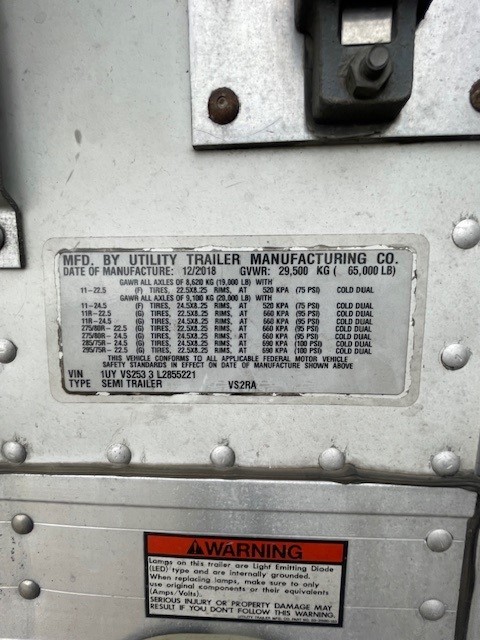 MFD. BY UTILITY TRAILER MANUFACTURING CO.
DATE OF MANUFACTURE: 12/2018 GVWR: 29,500 KG ( 65,000 LB)
GAWR ALL AXLES OF 8,620 KG (19,000 LB) WITH
11-22.5 (F) TIRES, 22.5X8.25 RIMS, AT 520 KPA (75 PSI) COLD DUAL
GAWR ALL AXLES OF 9,100 KG (20,000 LB) WITH
11-24.5 (F) TIRES, 24.5X8.25 RIMS, AT 520 KPA (75 PSI) COLD DUAL
11R-22.5 (G) TIRES, 22.5X8.25 RIMS, AT 660 KPA (95 PSI) COLD DUAL
11R-24.5 (G) TIRES, 24.5X8.25 RIMS, AT 660 KPA (95 PSI) COLD DUAL
275/80R- 22.5 (G) TIRES, 22.5X8.25 RIMS, AT 660 KPA (95 PSI) COLD DUAL
275/80R- 24.5 (G) TIRES, 24.5X8.25 RIMS, AT 660 KPA (95 PSI) COLD DUAL
285/75R- 24.5 (G) TIRES, 24.5X8.25 RIMS, AT 690 KPA (100 PSI) COLD DUAL
295/75R- 22.5 (G) TIRES, 22.5X8.25 RIMS, AT 690 KPA (100 PSI) COLD DUAL
THIS VEHICLE CONFORMS TO ALL APPLICABLE FEDERAL MOTOR VEHICLE
SAFETY STANDARDS IN EFFECT ON DATE OF MANUFACTURE SHOWN ABOVE
VIN 1UY VS253 3 L2855221
TYPE SEMI TRAILER VS2RA
WARNING
Lamps on this trailer are Light Emitting Diode
(LED) type and are internally grounded.
When replacing lamps, make sure to only
use original components or their equivalents
(Amps/Volts).
SERIOUS INJURY OR PROPERTY DAMAGE MAY
RESULT IF YOU DON'T FOLLOW THIS WARNING.